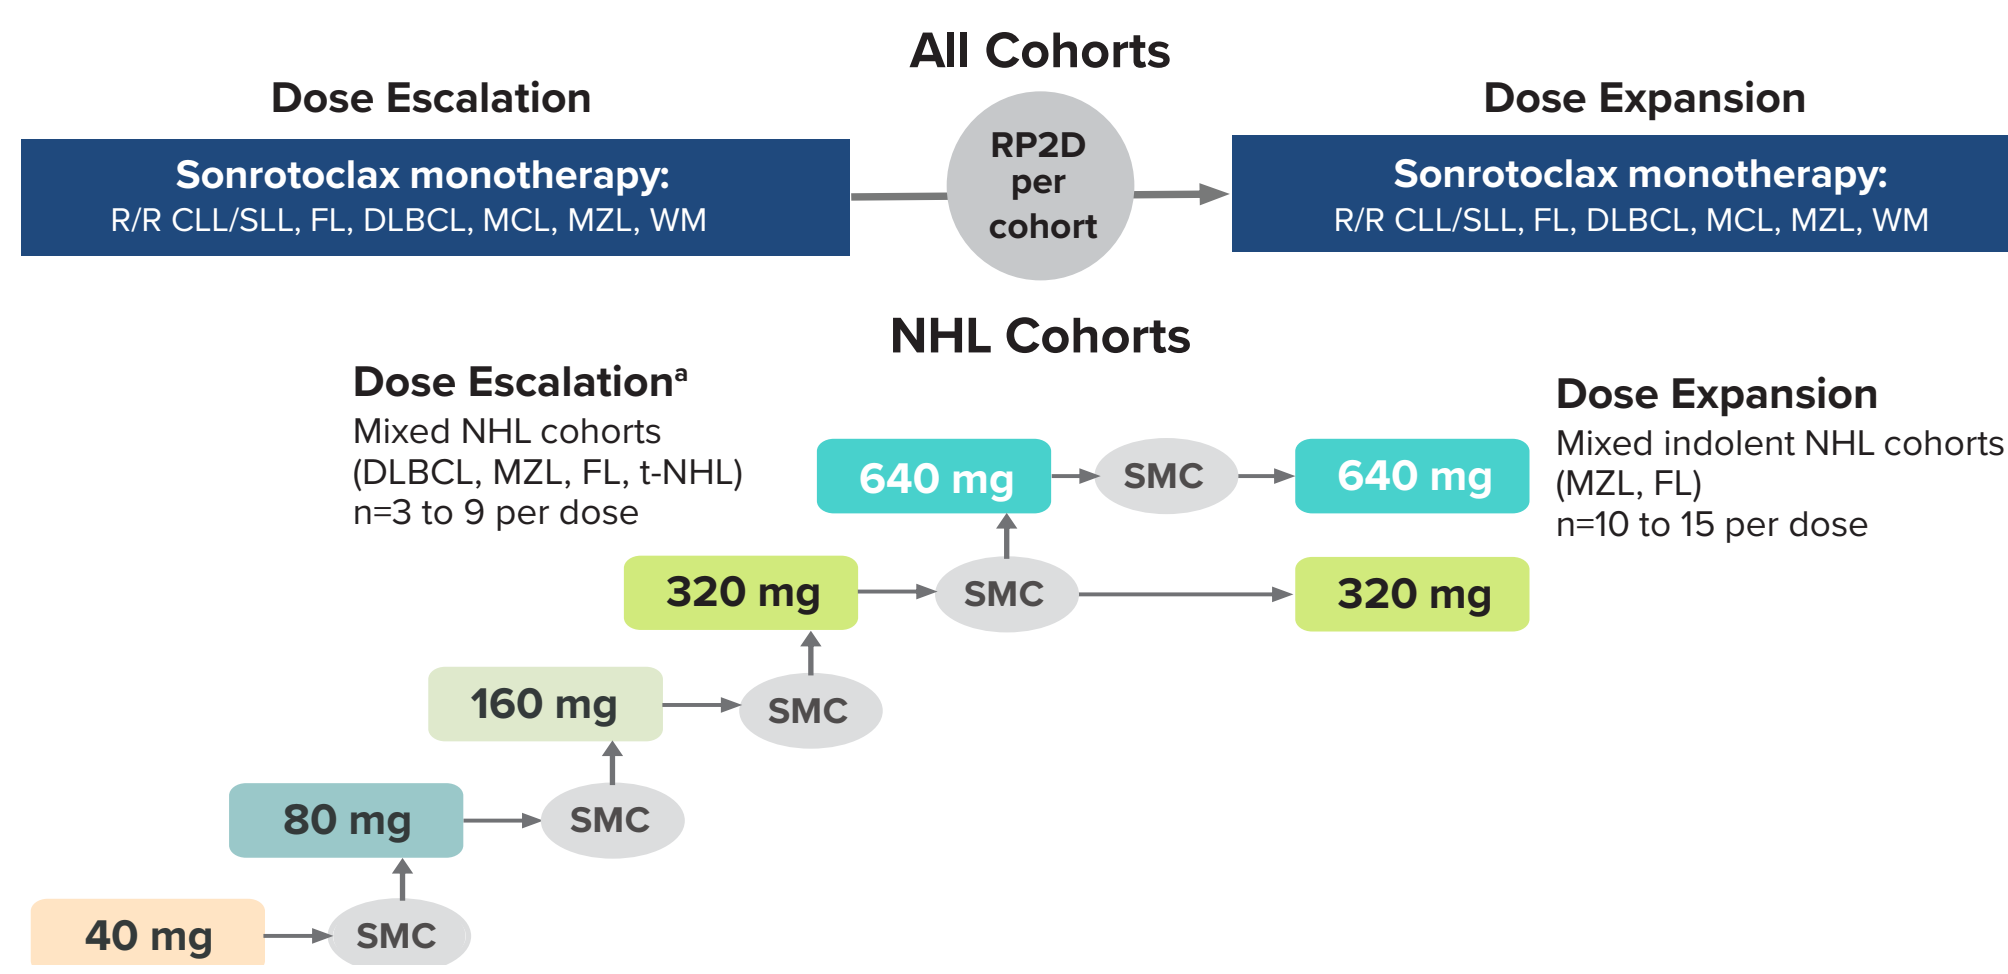 All Cohorts
Dose Escalation
Dose Expansion
Sonrotoclax monotherapy:
R/R CLL/SLL, FL, DLBCL, MCL, MZL, WM
RP2D
per
cohort
Sonrotoclax monotherapy:
R/R CLL/SLL, FL, DLBCL, MCL, MZL, WM
NHL Cohorts
Dose Escalationᵃ
Mixed NHL cohorts
(DLBCL, MZL, FL, t-NHL)
n=3 to 9 per dose
Dose Expansion
Mixed indolent NHL cohorts
(MZL, FL)
n=10 to 15 per dose
640 mg
SMC
640 mg
320 mg
SMC
320 mg
160 mg
SMC
80 mg
SMC
40 mg
SMC